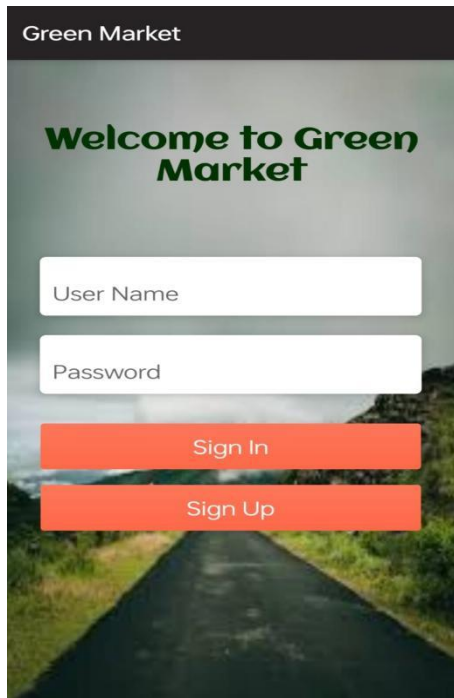 Green Market
Welcome to Green
Market
User Name
Password
Sign In
Sign Up